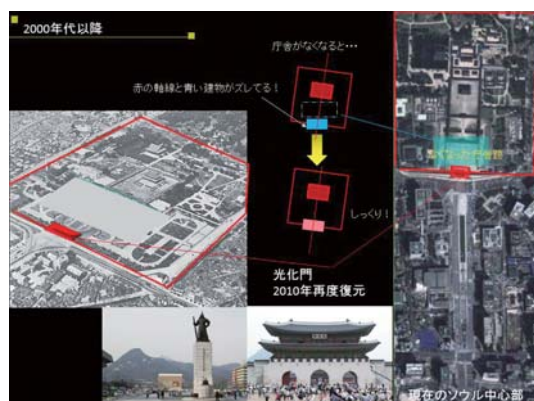 2000年代以降
庁舎がなくなると・・・
赤の軸線と青い建物がズレてる！
しっくり！
光化門
2010年再度復元
現在のソウル中心部